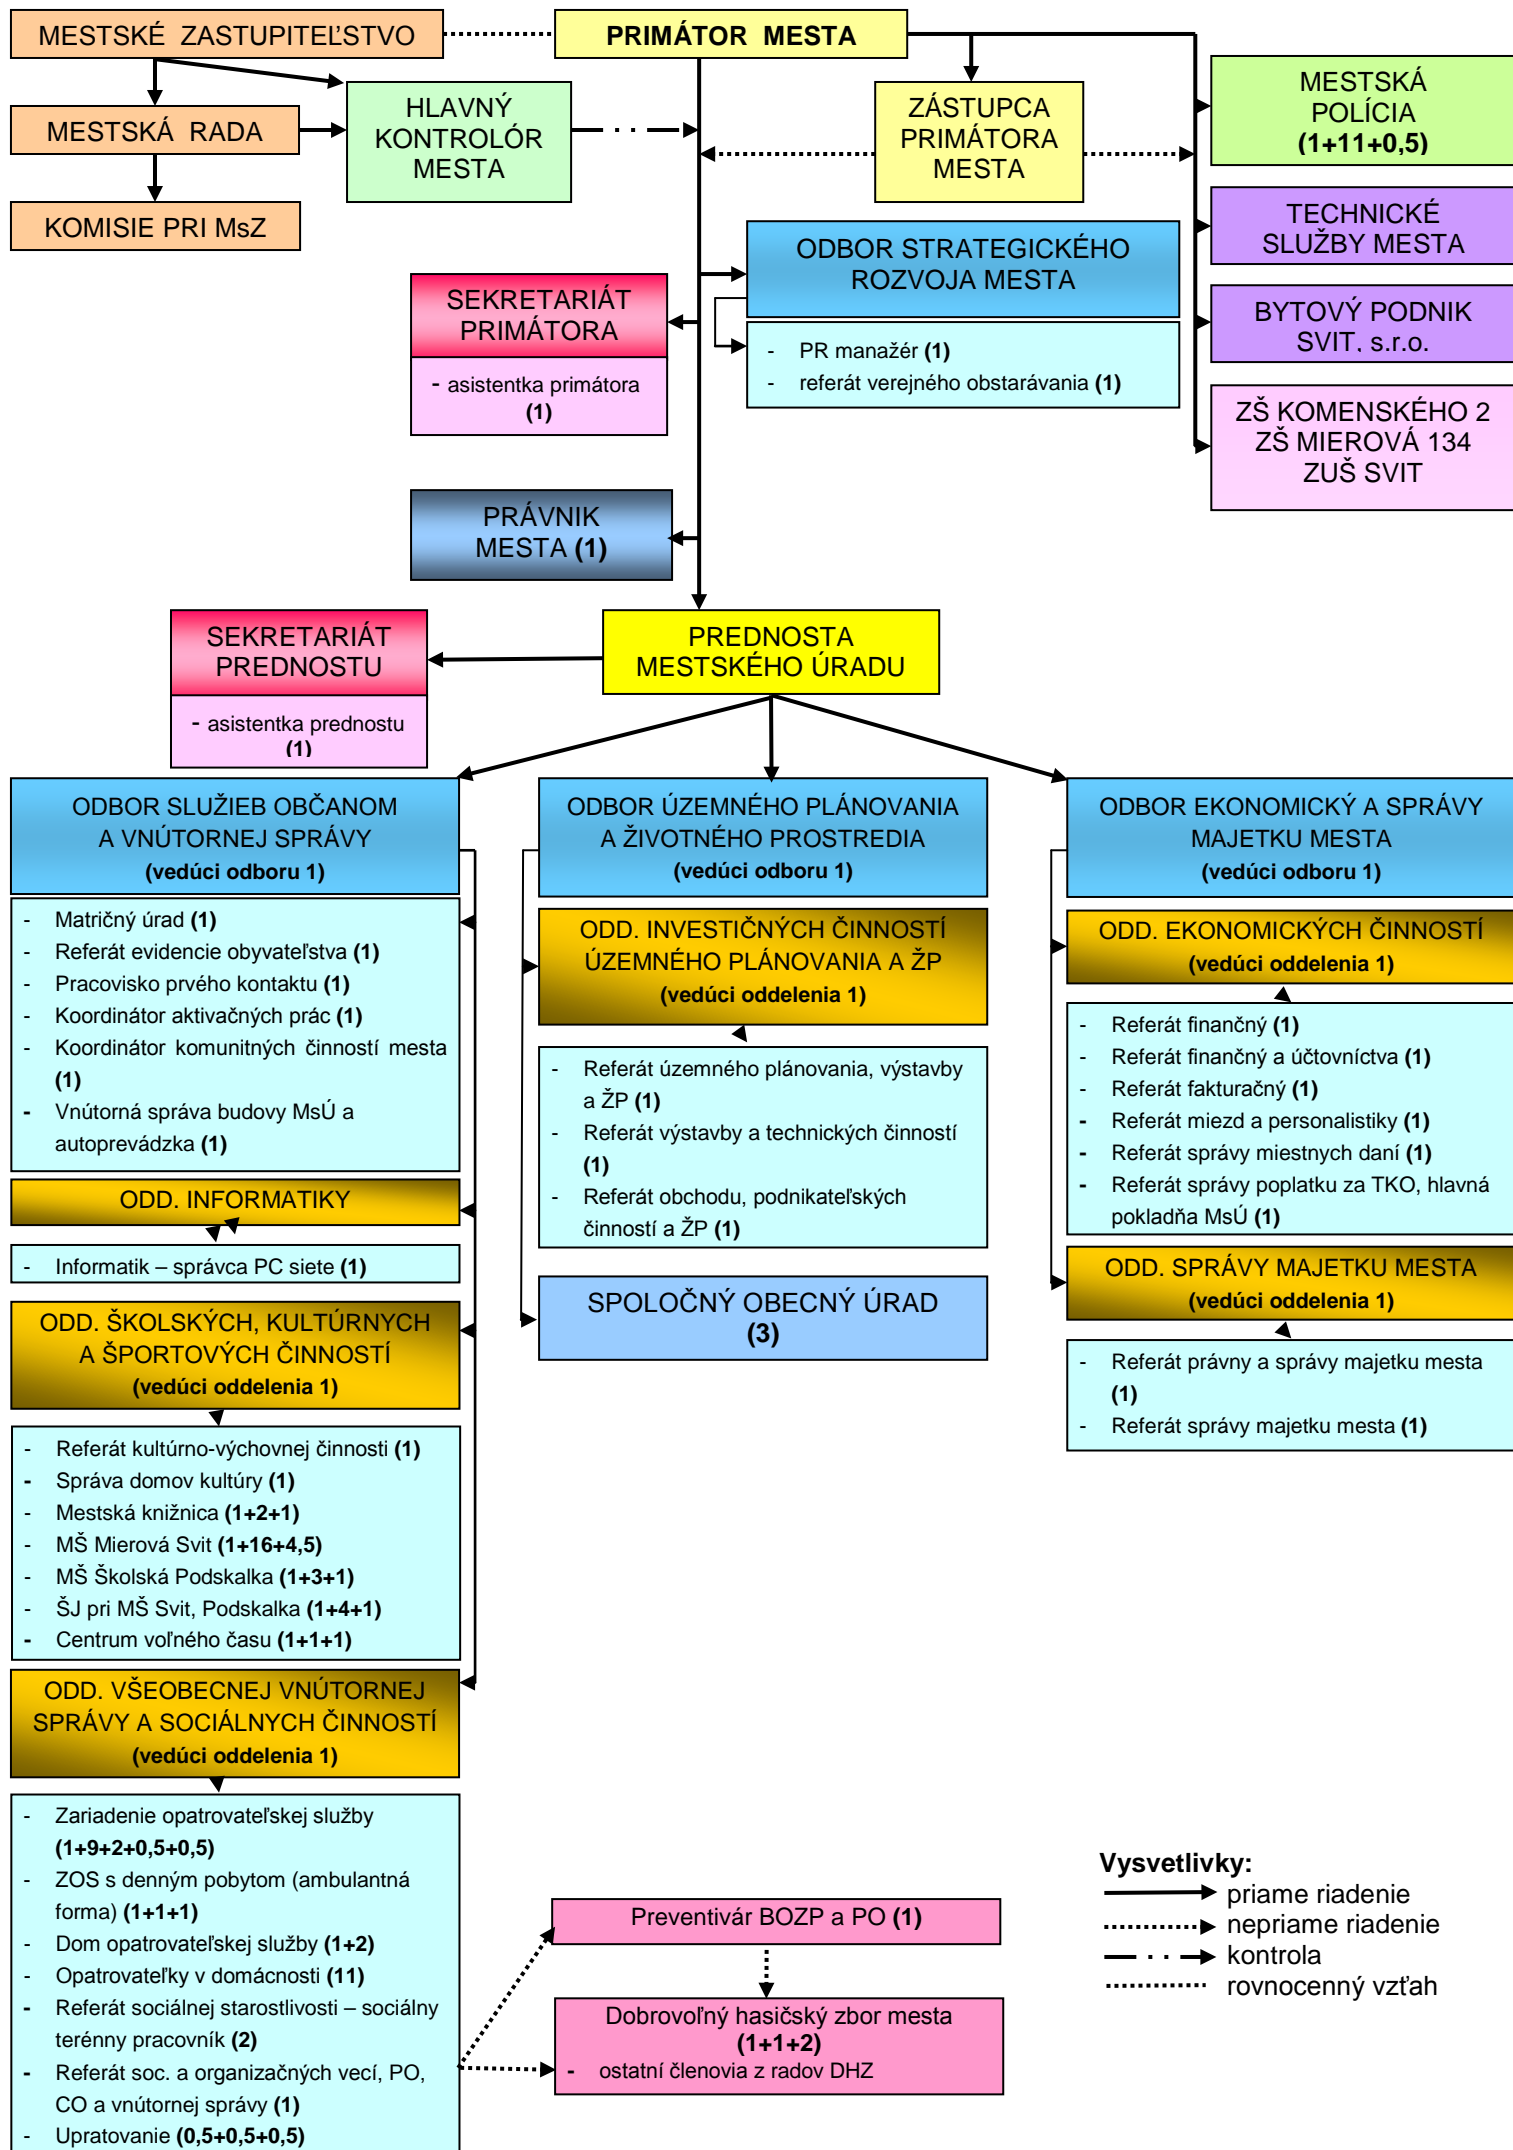 MESTSKÉ ZASTUPITEĽSTVO
PRIMÁTOR MESTA
MESTSKÁ RADA
HLAVNÝ
KONTROLÓR
MESTA
ZÁSTUPCA
PRIMÁTORA
MESTA
MESTSKÁ
POLÍCIA
(1+11+0,5)
KOMISIE PRI MsZ
TECHNICKÉ
SLUŽBY MESTA
ODBOR STRATEGICKÉHO
ROZVOJA MESTA
- PR manažér (1)
- referát verejného obstarávania (1)
SEKRETARIÁT
PRIMÁTORA
- asistentka primátora
(1)
BYTOVÝ PODNIK
SVIT, s.r.o.
ZŠ KOMENSKÉHO 2
ZŠ MIEROVÁ 134
ZUŠ SVIT
PRÁVNIK
MESTA (1)
SEKRETARIÁT
PREDNOSTU
- asistentka prednostu
(1)
PREDNOSTA
MESTSKÉHO ÚRADU
ODBOR SLUŽIEB OBČANOM
A VNÚTORNEJ SPRÁVY
(vedúci odboru 1)
- Matričný úrad (1)
- Referát evidencie obyvateľstva (1)
- Pracovisko prvého kontaktu (1)
- Koordinátor aktivačných prác (1)
- Koordinátor komunitných činností mesta
(1)
- Vnútorná správa budovy MsÚ a
autoprevádzka (1)
ODD. INFORMATIKY
- Informatik – správca PC siete (1)
ODD. ŠKOLSKÝCH, KULTÚRNYCH
A ŠPORTOVÝCH ČINNOSTÍ
(vedúci oddelenia 1)
- Referát kultúrno-výchovnej činnosti (1)
- Správa domov kultúry (1)
- Mestská knižnica (1+2+1)
- MŠ Mierová Svit (1+16+4,5)
- MŠ Školská Podskalka (1+3+1)
- ŠJ pri MŠ Svit, Podskalka (1+4+1)
- Centrum voľného času (1+1+1)
ODD. VŠEOBECNEJ VNÚTORNEJ
SPRÁVY A SOCIÁLNYCH ČINNOSTÍ
(vedúci oddelenia 1)
- Zariadenie opatrovateľskej služby
(1+9+2+0,5+0,5)
- ZOS s denným pobytom (ambulantná
forma) (1+1+1)
- Dom opatrovateľskej služby (1+2)
- Opatrovateľky v domácnosti (11)
- Referát sociálnej starostlivosti – sociálny
terénny pracovník (2)
- Referát soc. a organizačných vecí, PO,
CO a vnútornej správy (1)
- Upratovanie (0,5+0,5+0,5)
ODBOR ÚZEMNÉHO PLÁNOVANIA
A ŽIVOTNÉHO PROSTREDIA
(vedúci odboru 1)
ODD. INVESTIČNÝCH ČINNOSTÍ
ÚZEMNÉHO PLÁNOVANIA A ŽP
(vedúci oddelenia 1)
- Referát územného plánovania, výstavby
a ŽP (1)
- Referát výstavby a technických činností
(1)
- Referát obchodu, podnikateľských
činností a ŽP (1)
SPOLOČNÝ OBECNÝ ÚRAD
(3)
ODBOR EKONOMICKÝ A SPRÁVY
MAJETKU MESTA
(vedúci odboru 1)
ODD. EKONOMICKÝCH ČINNOSTÍ
(vedúci oddelenia 1)
- Referát finančný (1)
- Referát finančný a účtovníctva (1)
- Referát fakturačný (1)
- Referát miezd a personalistiky (1)
- Referát správy miestnych daní (1)
- Referát správy poplatku za TKO, hlavná
pokladňa MsÚ (1)
ODD. SPRÁVY MAJETKU MESTA
(vedúci oddelenia 1)
- Referát právny a správy majetku mesta
(1)
- Referát správy majetku mesta (1)
Preventivár BOZP a PO (1)
Dobrovoľný hasičský zbor mesta
(1+1+2)
- ostatní členovia z radov DHZ
Vysvetlivky:
priame riadenie
nepriame riadenie
kontrola
rovnocenný vzťah